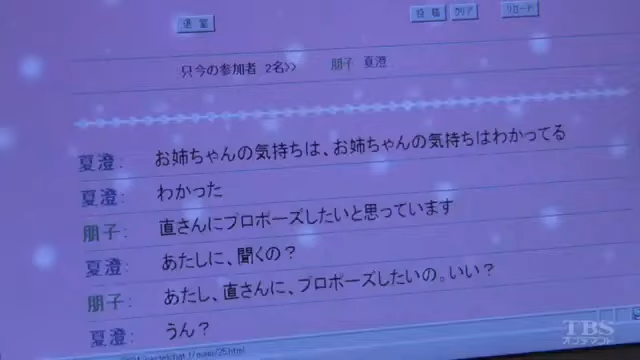 退室
投稿 クリア リロード
只今の参加者 2名>> 朋子 夏澄
夏澄: お姉ちゃんの気持ちは、お姉ちゃんの気持ちはわかってる
夏澄: わかった
朋子: 直さんにプロポーズしたいと思っています
夏澄: あたしに、聞くの?
朋子: あたし、直さんに、プロポーズしたいの。いい?
夏澄: うん?
TBS
オンデマンド